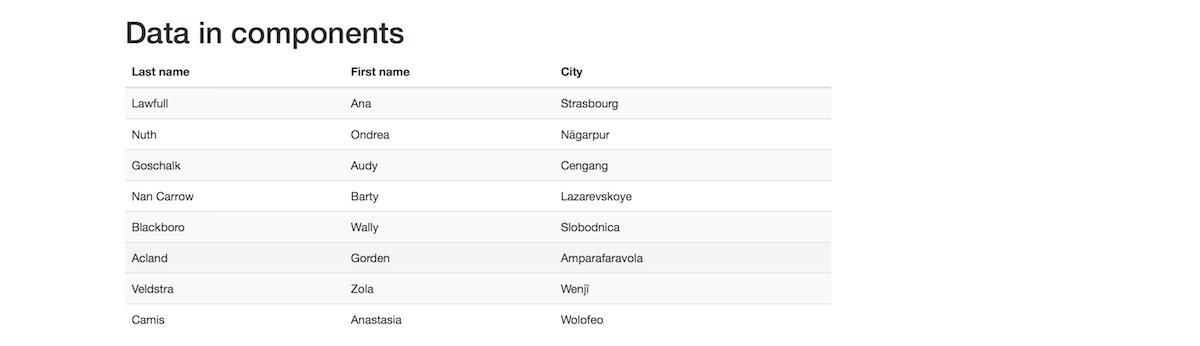 Data in components
Last name First name City
Lawfull Ana Strasbourg
Nuth Ondrea Nāgarpur
Goschalk Audy Cengang
Nan Carrow Barty Lazarevskoye
Blackboro Wally Slobodnica
Acland Gorden Amparafaravola
Veldstra Zola Wenjī
Camis Anastasia Wolofeo